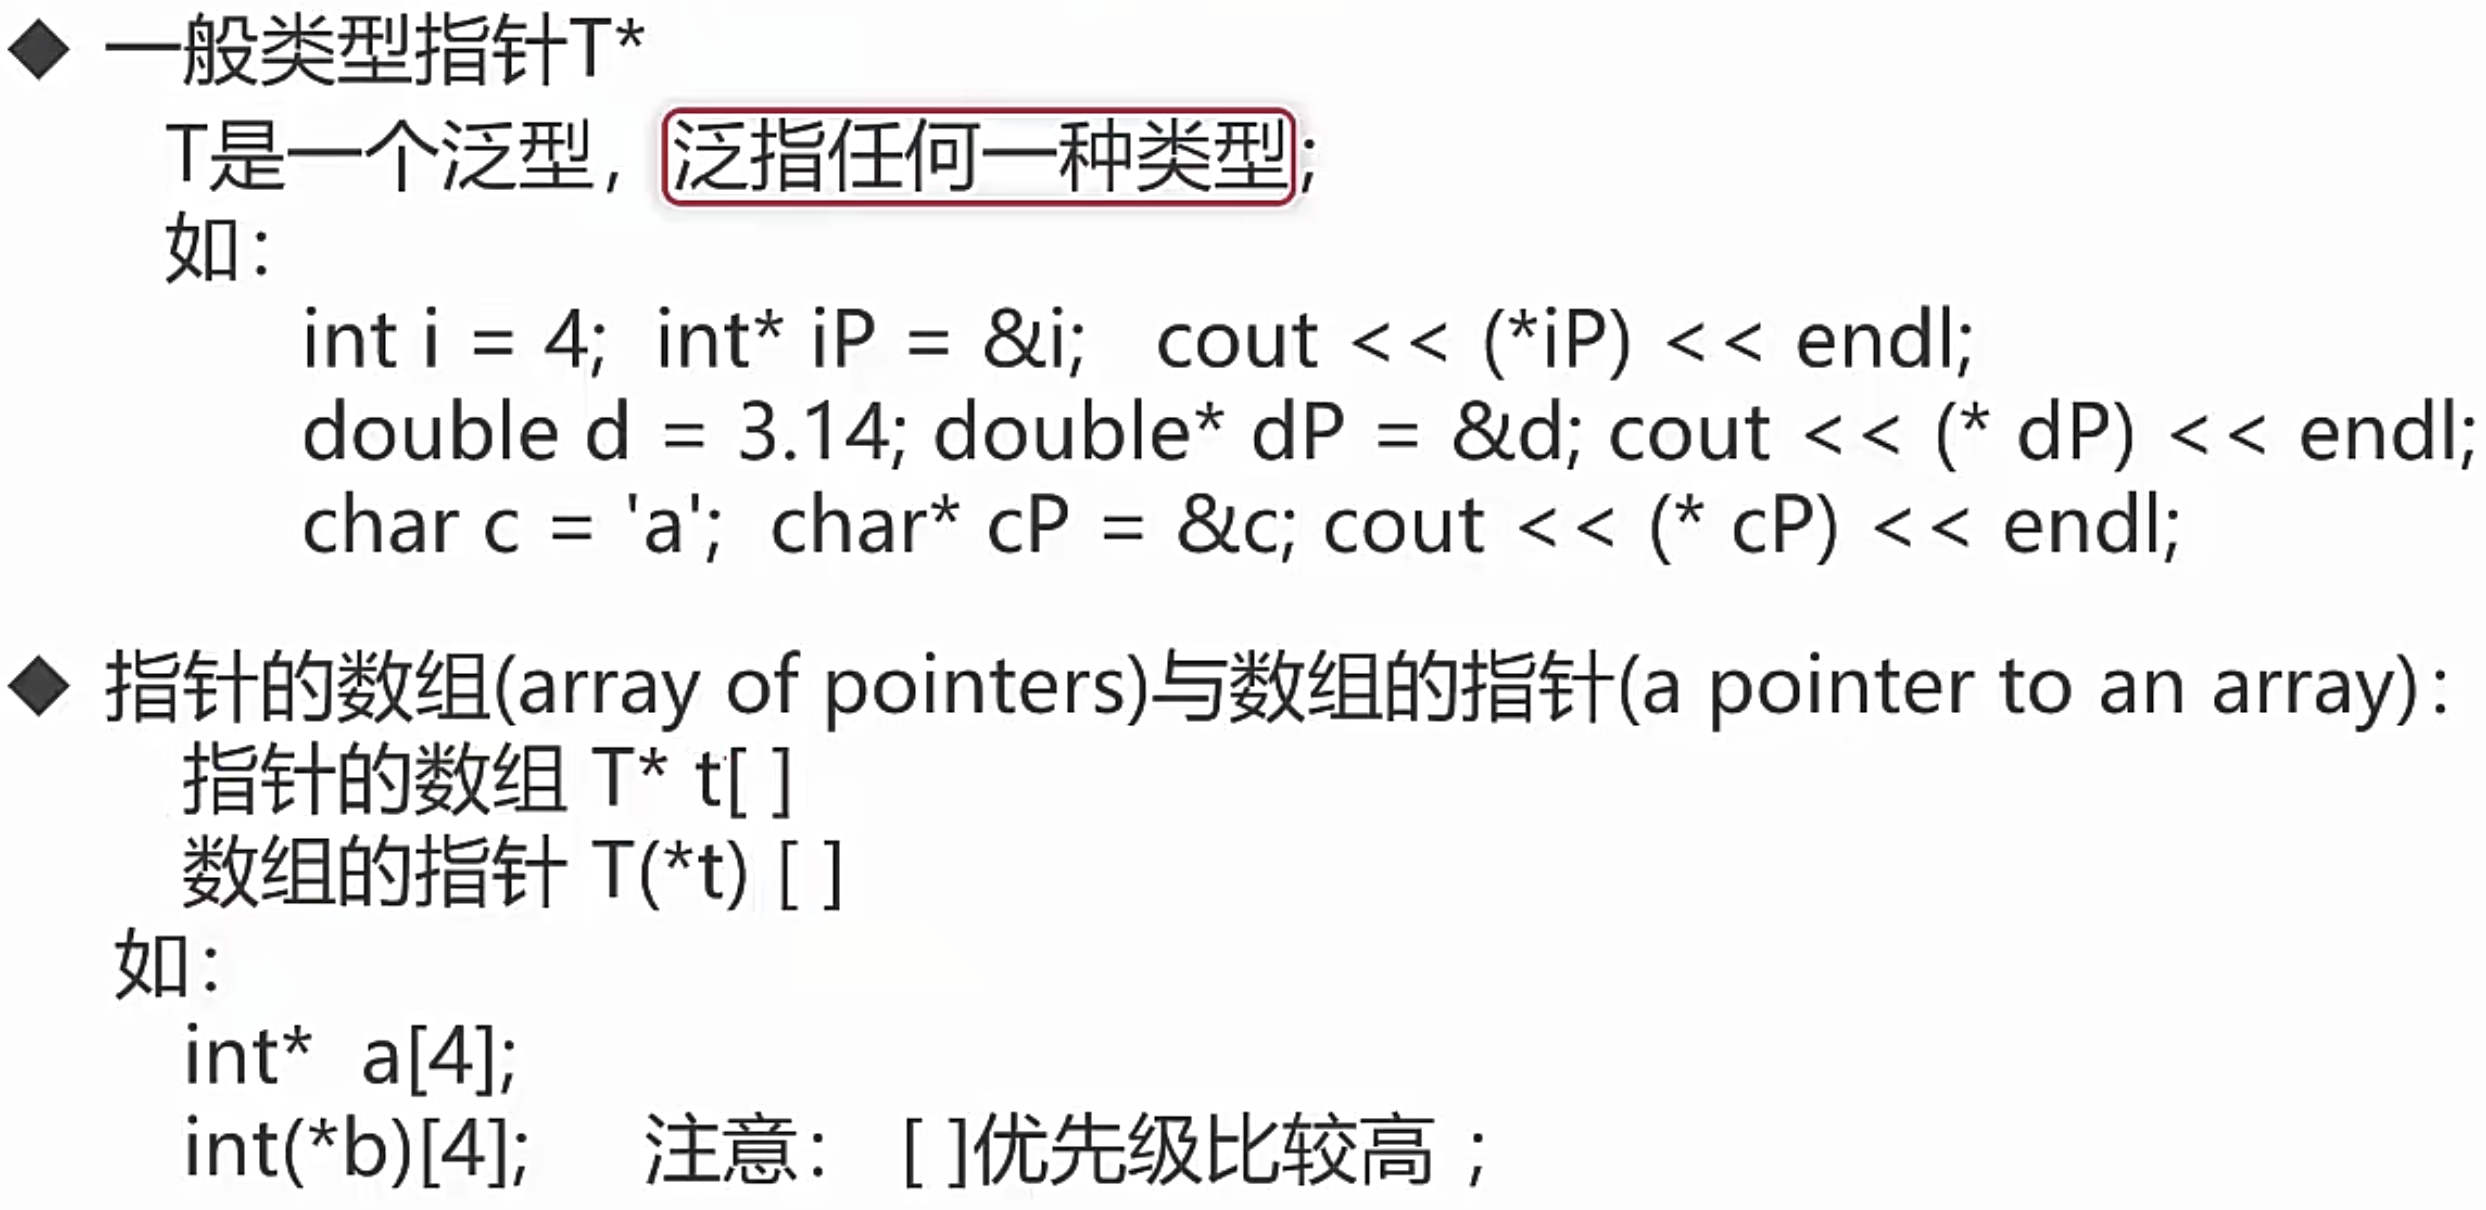 ◆ 一般类型指针T*
T是一个泛型，泛指任何一种类型;
如：
int i = 4; int* iP = &i; cout << (*iP) << endl;
double d = 3.14; double* dP = &d; cout << (* dP) << endl;
char c = 'a'; char* cP = &c; cout << (* cP) << endl;
◆ 指针的数组(array of pointers)与数组的指针(a pointer to an array)：
指针的数组 T* t[ ]
数组的指针 T(*t) [ ]
如：
int* a[4];
int(*b)[4]; 注意： [ ]优先级比较高；